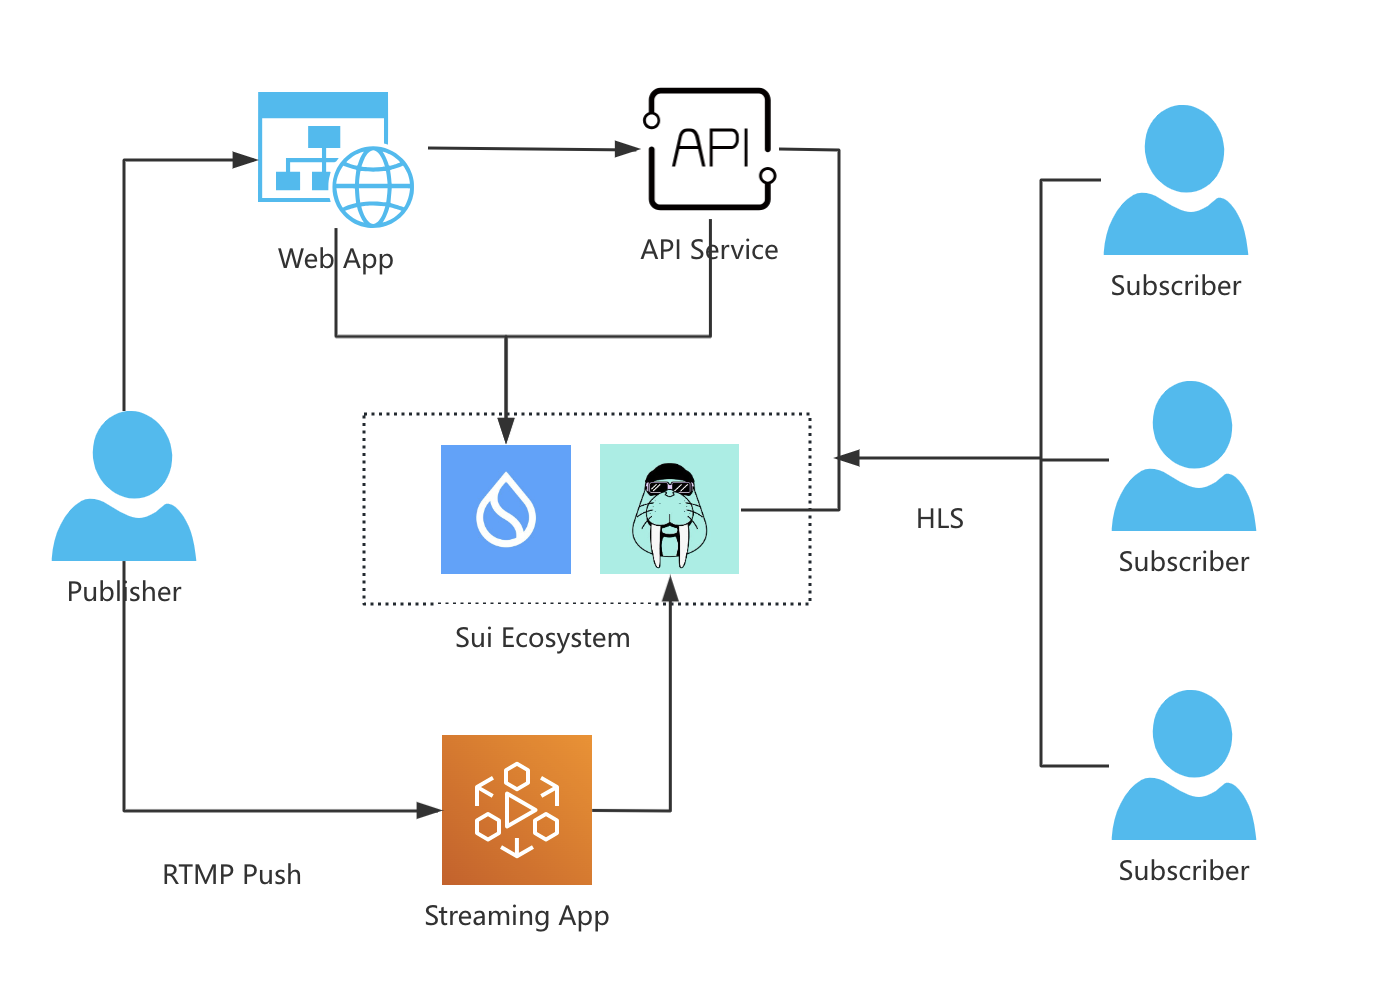 API
Web App
API Service
Subscriber
Subscriber
HLS
Publisher
Sui Ecosystem
RTMP Push
Streaming App
Subscriber